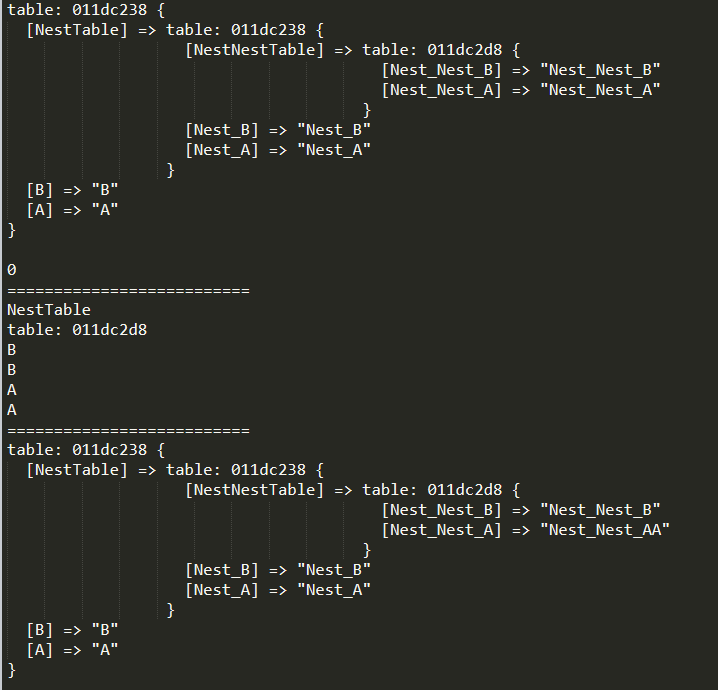 table: 011dc238 {
  [NestTable] => table: 011dc238 {
                   [NestNestTable] => table: 011dc2d8 {
                                        [Nest_Nest_B] => "Nest_Nest_B"
                                        [Nest_Nest_A] => "Nest_Nest_A"
                                      }
                   [Nest_B] => "Nest_B"
                   [Nest_A] => "Nest_A"
                 }
  [B] => "B"
  [A] => "A"
}

0
==========================
NestTable
table: 011dc2d8
B
B
A
A
==========================
table: 011dc238 {
  [NestTable] => table: 011dc238 {
                   [NestNestTable] => table: 011dc2d8 {
                                        [Nest_Nest_B] => "Nest_Nest_B"
                                        [Nest_Nest_A] => "Nest_Nest_AA"
                                      }
                   [Nest_B] => "Nest_B"
                   [Nest_A] => "Nest_A"
                 }
  [B] => "B"
  [A] => "A"
}